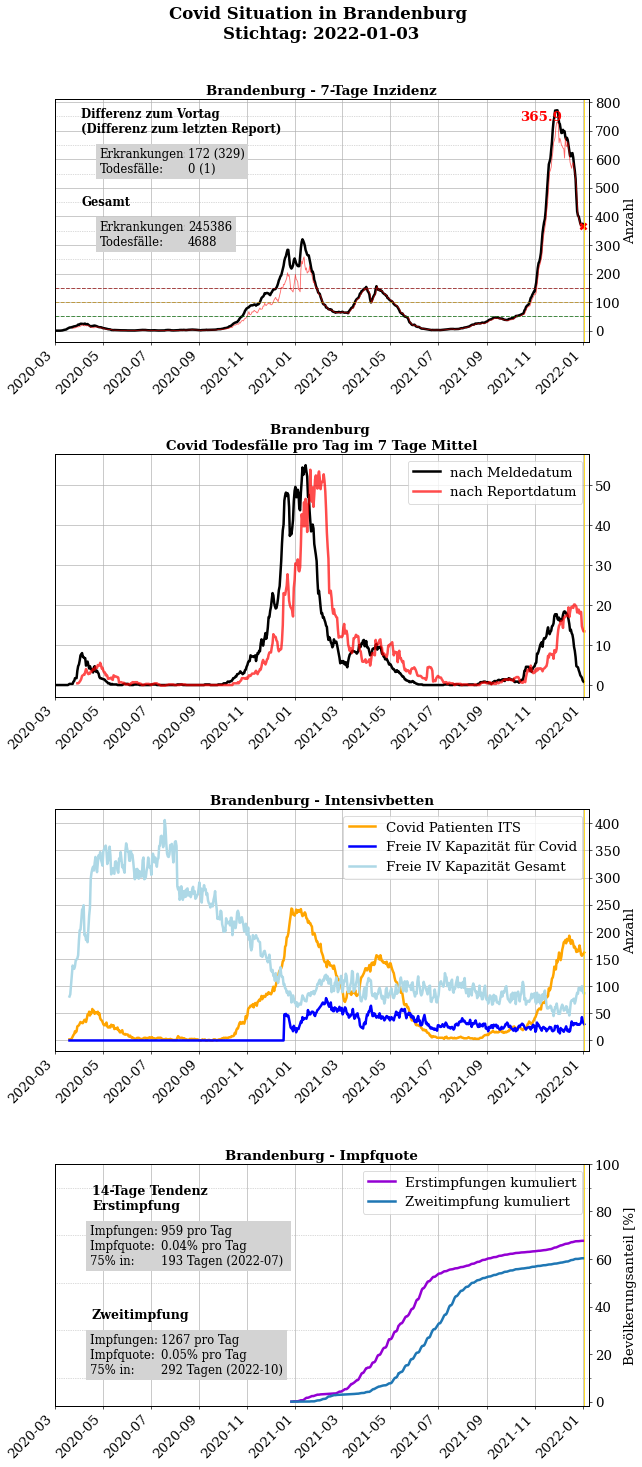 Covid Situation in Brandenburg
Stichtag: 2022-01-03
Brandenburg - 7-Tage Inzidenz
Differenz zum Vortag
(Differenz zum letzten Report)
Erkrankungen 172 (329)
Todesfälle: 0 (1)
Gesamt
Erkrankungen 245386
Todesfälle: 4688
800
700
600
500
400
300
200
100
0
Anzahl
2020-03
2020-05
2020-07
2020-09
2020-11
2021-01
2021-03
2021-05
2021-07
2021-09
2021-11
2022-01
Brandenburg
Covid Todesfälle pro Tag im 7 Tage Mittel
nach Meldedatum
nach Reportdatum
50
40
30
20
10
0
2020-03
2020-05
2020-07
2020-09
2020-11
2021-01
2021-03
2021-05
2021-07
2021-09
2021-11
2022-01
Brandenburg - Intensivbetten
Covid Patienten ITS
Freie IV Kapazität für Covid
Freie IV Kapazität Gesamt
400
350
300
250
200
150
100
50
0
Anzahl
2020-03
2020-05
2020-07
2020-09
2020-11
2021-01
2021-03
2021-05
2021-07
2021-09
2021-11
2022-01
Brandenburg - Impfquote
14-Tage Tendenz
Erstimpfung
Impfungen: 959 pro Tag
Impfquote: 0.04% pro Tag
75% in: 193 Tagen (2022-07)
Zweitimpfung
Impfungen: 1267 pro Tag
Impfquote: 0.05% pro Tag
75% in: 292 Tagen (2022-10)
Erstimpfungen kumuliert
Zweitimpfung kumuliert
100
80
60
40
20
0
Bevölkerungsanteil [%]
2020-03
2020-05
2020-07
2020-09
2020-11
2021-01
2021-03
2021-05
2021-07
2021-09
2021-11
2022-01